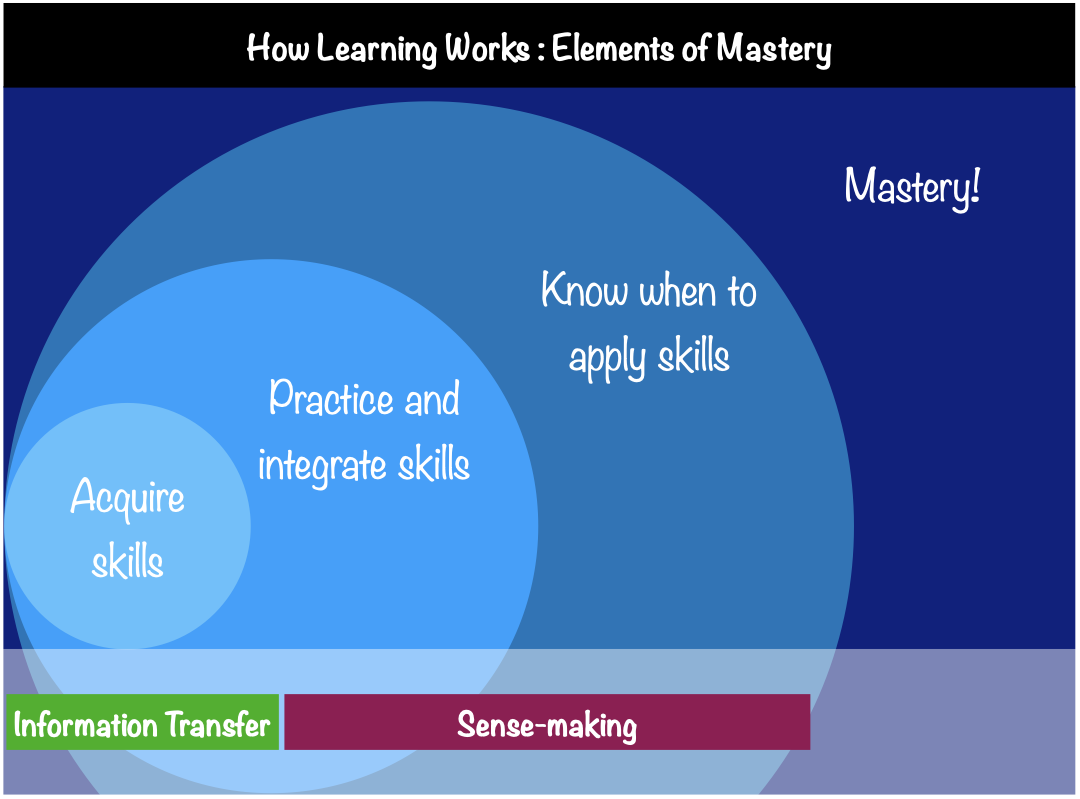 How Learning Works : Elements of Mastery
Mastery!
Know when to
apply skills
Practice and
integrate skills
Acquire
skills
Information Transfer
Sense-making